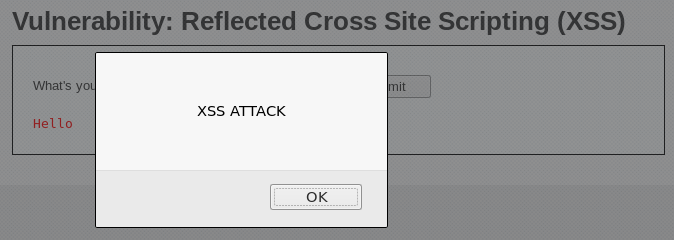 Vulnerability: Reflected Cross Site Scripting (XSS)
What's you
mit
XSS ATTACK
Hello
OK